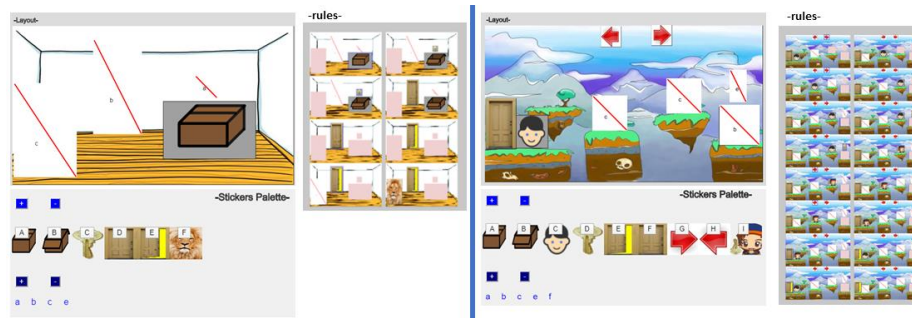 -Layout-
-rules-
a
b
c
-Stickers Palette-
+ -
A B C D E F
+ -
a b c e
-Layout-
-rules-
c
c
e
b
-Stickers Palette-
+ -
A B C D E F G H I
+ -
a b c e f